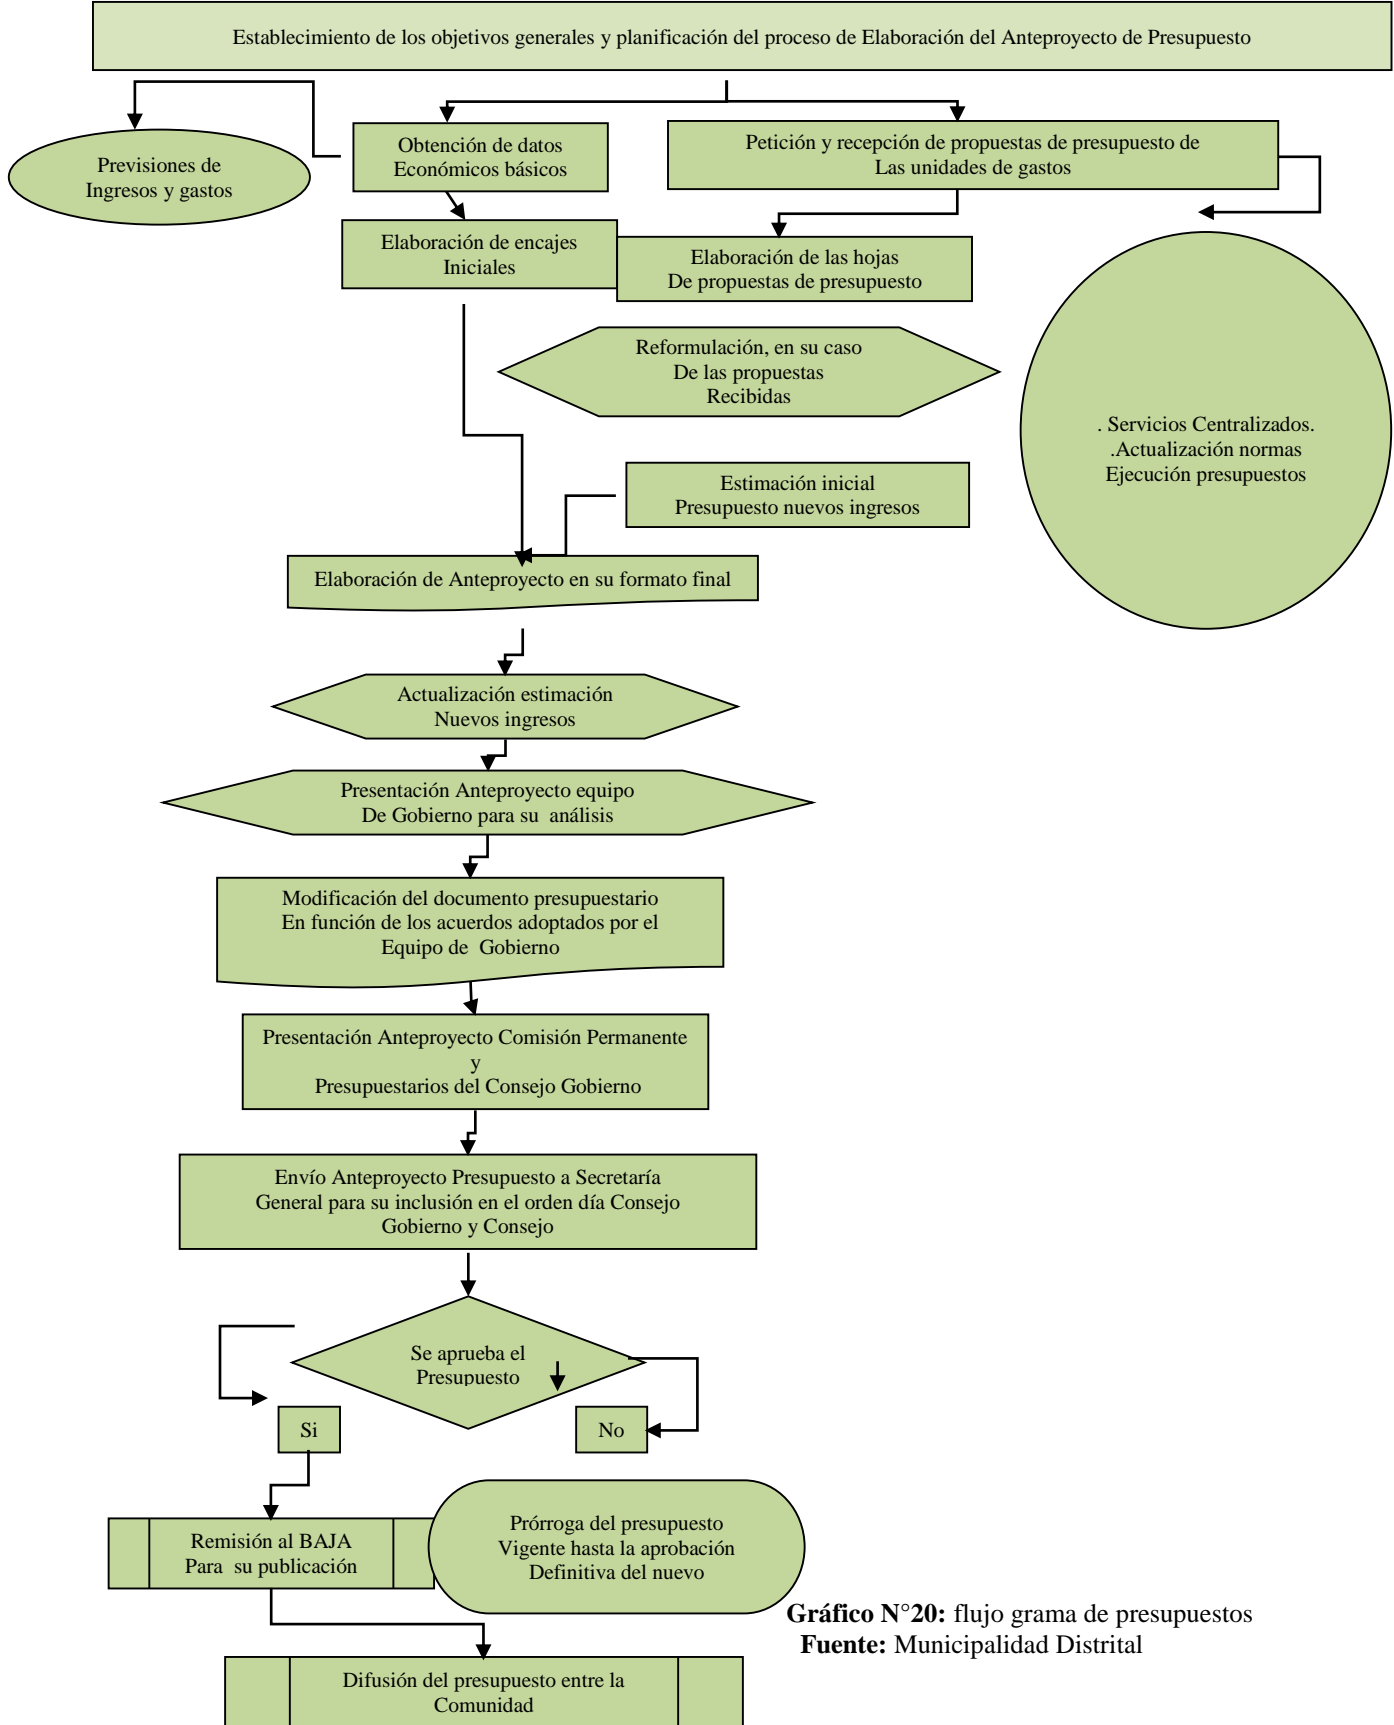 Establecimiento de los objetivos generales y planificación del proceso de Elaboración del Anteproyecto de Presupuesto
Previsiones de
Ingresos y gastos
Obtención de datos
Económicos básicos
Petición y recepción de propuestas de presupuesto de
Las unidades de gastos
Elaboración de encajes
Iniciales
Elaboración de las hojas
De propuestas de presupuesto
Reformulación, en su caso
De las propuestas
Recibidas
. Servicios Centralizados.
.Actualización normas
Ejecución presupuestos
Estimación inicial
Presupuesto nuevos ingresos
Elaboración de Anteproyecto en su formato final
Actualización estimación
Nuevos ingresos
Presentación Anteproyecto equipo
De Gobierno para su análisis
Modificación del documento presupuestario
En función de los acuerdos adoptados por el
Equipo de Gobierno
Presentación Anteproyecto Comisión Permanente
y
Presupuestarios del Consejo Gobierno
Envío Anteproyecto Presupuesto a Secretaría
General para su inclusión en el orden día Consejo
Gobierno y Consejo
Se aprueba el
Presupuesto
Si
No
Remisión al BAJA
Para su publicación
Prórroga del presupuesto
Vigente hasta la aprobación
Definitiva del nuevo
Gráfico N°20: flujo grama de presupuestos
Fuente: Municipalidad Distrital
Difusión del presupuesto entre la
Comunidad